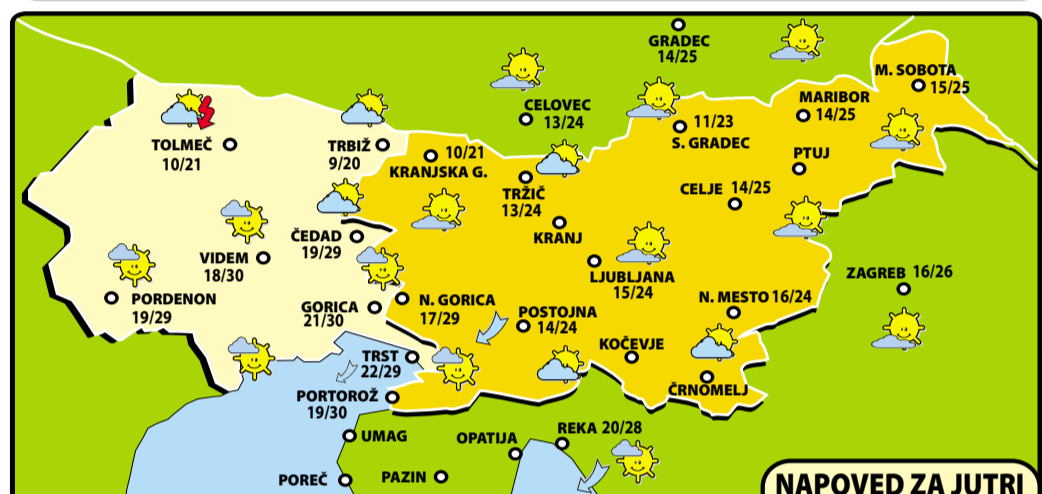 GRADEC
14/25
M. SOBOTA
15/25
CELOVEC
13/24
MARIBOR
14/25
11/23
S. GRADEC
TOLMEČ
10/21
TRBIŽ
9/20
10/21
KRANJSKA G.
PTUJ
TRŽIČ
13/24
CELJE 14/25
KRANJ
ČEDAD
19/29
VIDEM
18/30
LJUBLJANA
15/24
ZAGREB 16/26
PORDENON
19/29
GORICA
21/30
N. GORICA
17/29
POSTOJNA
14/24
N. MESTO 16/24
KOČEVJE
TRST
22/29
ČRNOMELJ
PORTOROŽ
19/30
UMAG
OPATIJA
REKA 20/28
POREČ
PAZIN
NAPOVED ZA JUTRI